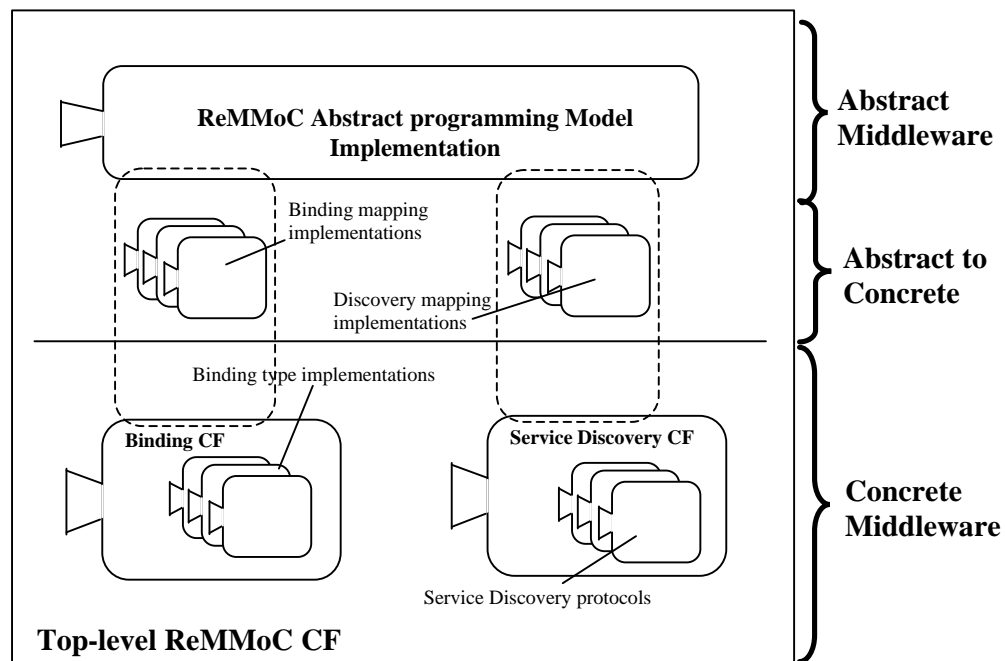 ReMMoC Abstract programming Model
Implementation
Abstract
Middleware
Binding mapping
implementations
Discovery mapping
implementations
Abstract to
Concrete
Binding type implementations
Binding CF
Service Discovery CF
Concrete
Middleware
Service Discovery protocols
Top-level ReMMoC CF